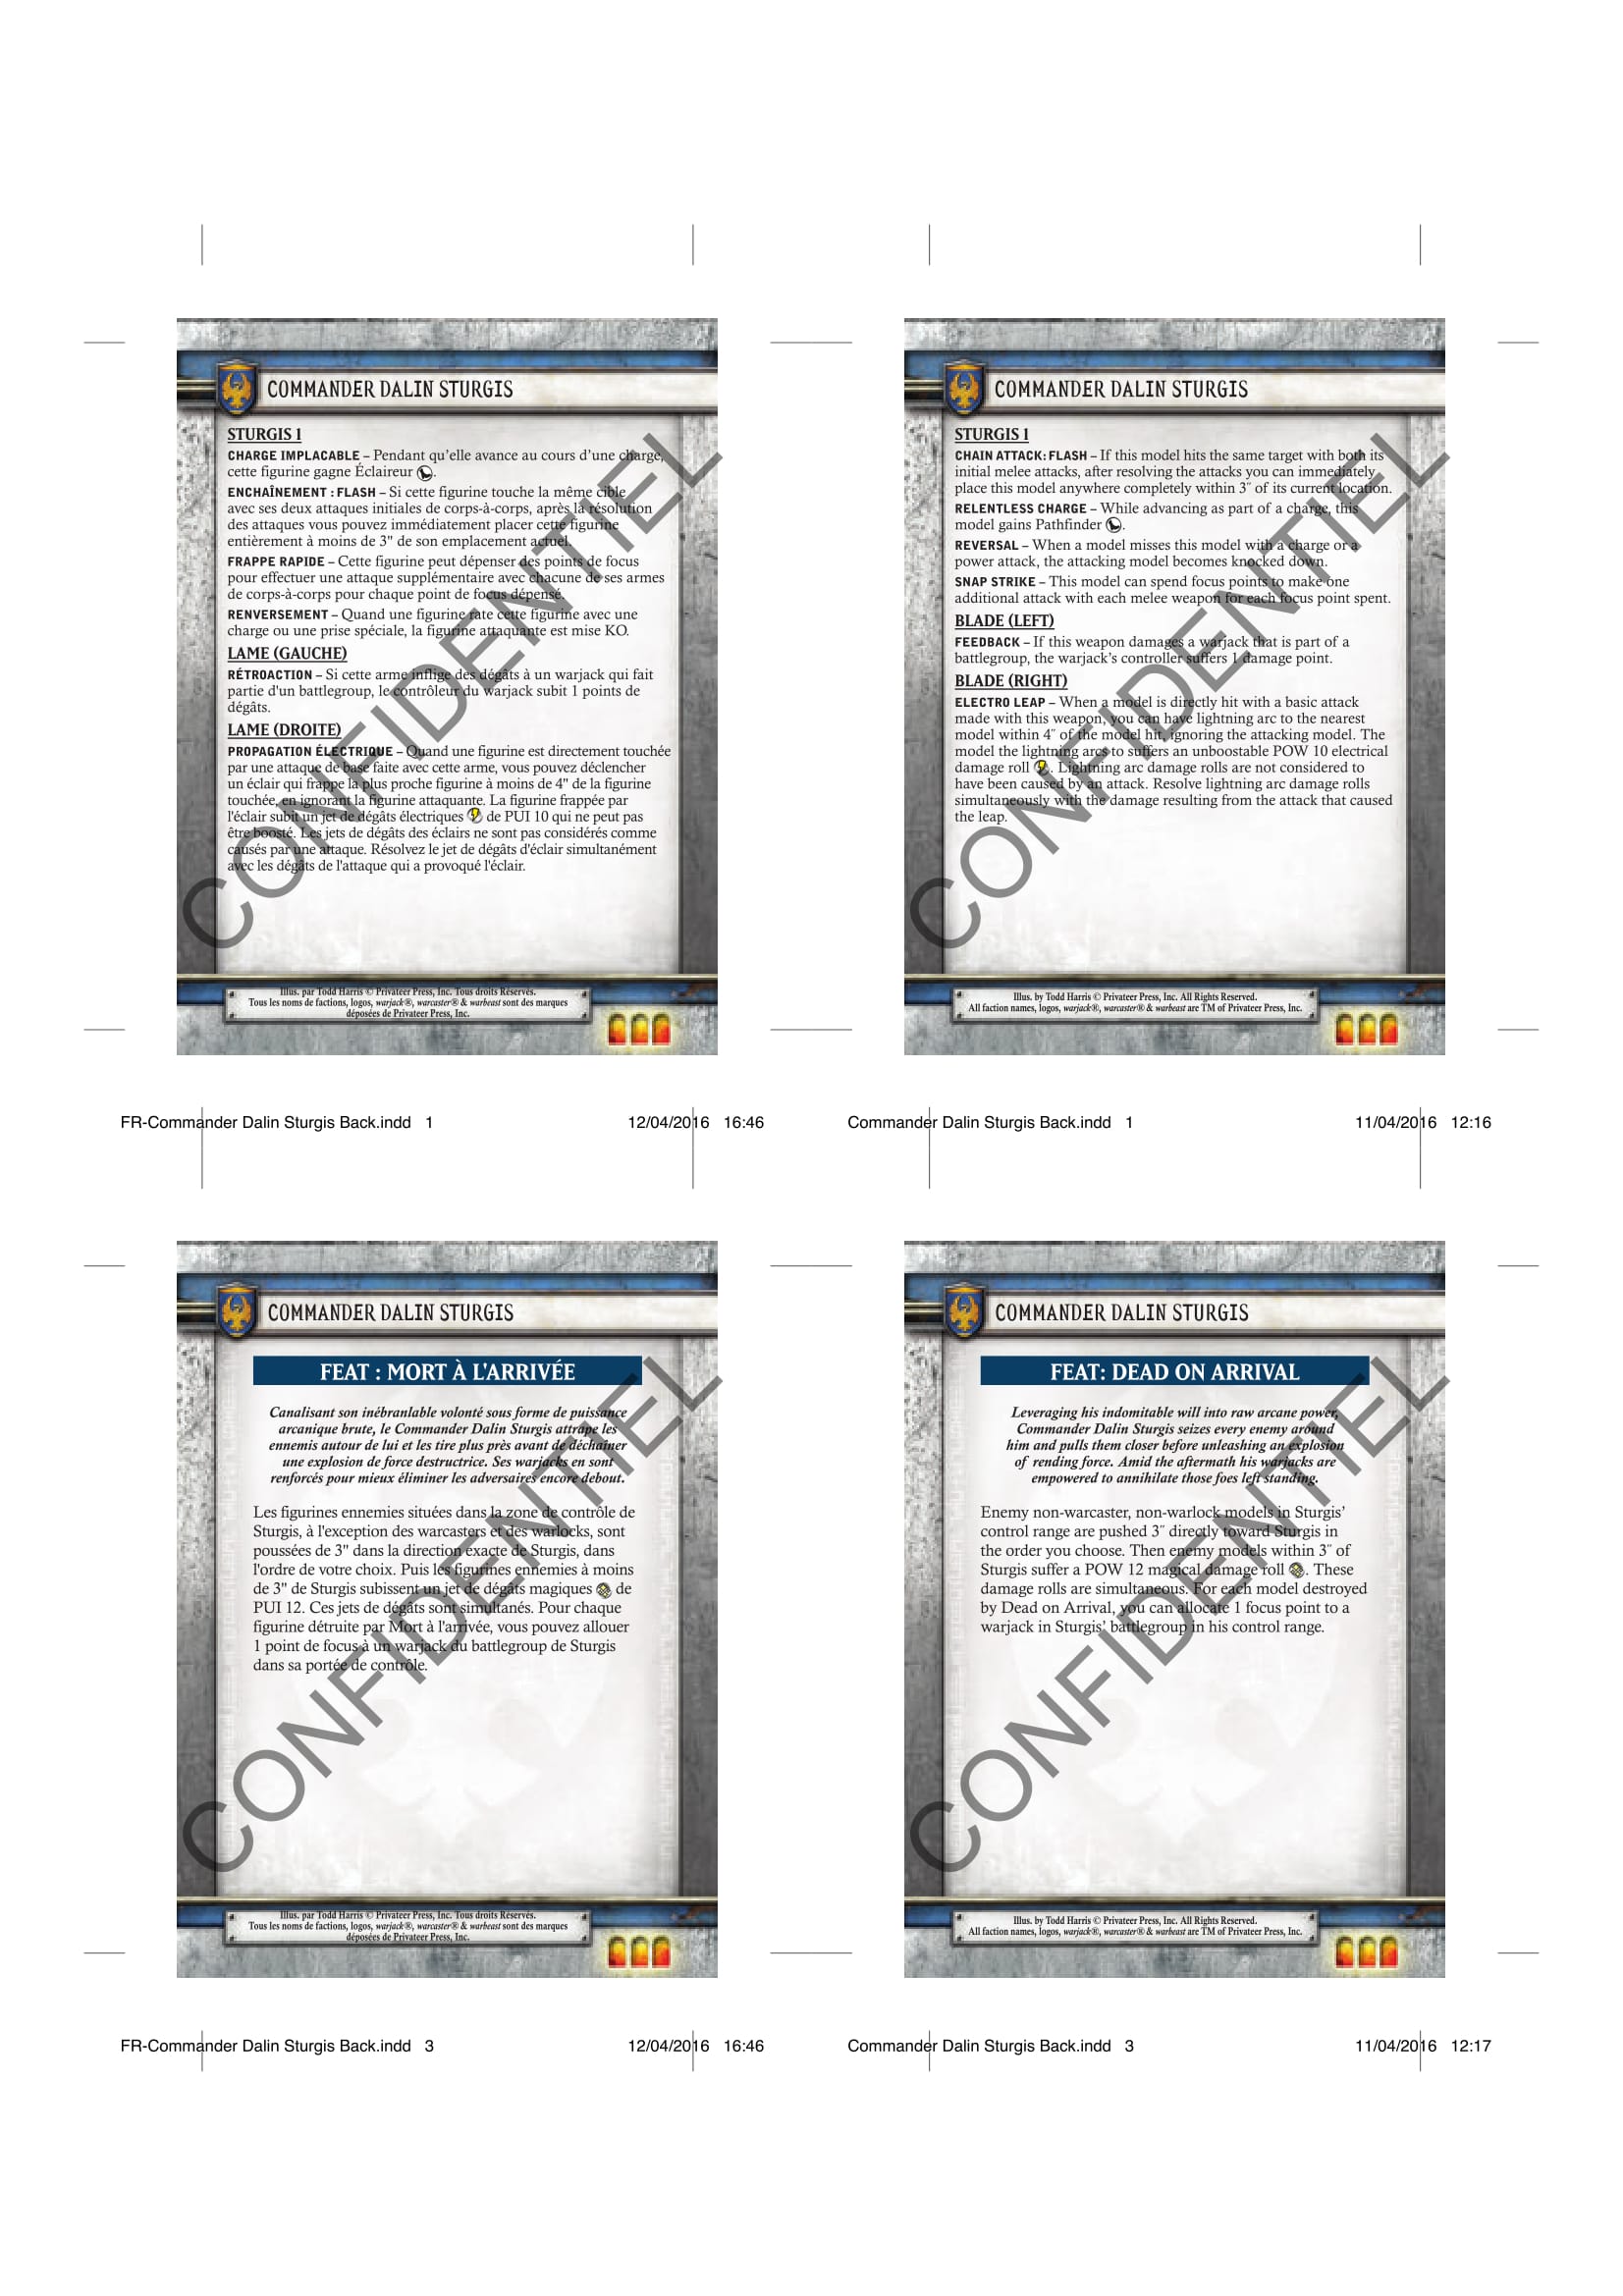 COMMANDER DALIN STURGIS
STURGIS 1
CHARGE IMPLACABLE – Pendant qu'elle avance au cours d'une charge,
cette figurine gagne Éclaireur .
ENCHAÎNEMENT : FLASH – Si cette figurine touche la même cible
avec ses deux attaques initiales de corps-à-corps, après la résolution
des attaques vous pouvez immédiatement placer cette figurine
entièrement à moins de 3" de son emplacement actuel.
FRAPPE RAPIDE – Cette figurine peut dépenser des points de focus
pour effectuer une attaque supplémentaire avec chacune de ses armes
de corps-à-corps pour chaque point de focus dépensé.
RENVERSEMENT – Quand une figurine rate cette figurine avec une
charge ou une prise spéciale, la figurine attaquante est mise KO.
LAME (GAUCHE)
RÉTROACTION – Si cette arme inflige des dégâts à un warjack qui fait
partie d'un battlegroup, le contrôleur du warjack subit 1 points de
dégâts.
LAME (DROITE)
PROPAGATION ÉLECTRIQUE – Quand une figurine est directement touchée
par une attaque de base faite avec cette arme, vous pouvez déclencher
un éclair qui frappe la plus proche figurine à moins de 4" de la figurine
touchée, en ignorant la figurine attaquante. La figurine frappée par
l'éclair subit un jet de dégâts électriques de PUI 10 qui ne peut pas
être boosté. Les jets de dégâts des éclairs ne sont pas considérés comme
causés par une attaque. Résolvez le jet de dégâts d'éclair simultanément
avec les dégâts de l'attaque qui a provoqué l'éclair.
CONFIDENTIEL
Illus. par Todd Harris © Privateer Press, Inc. Tous droits Réservés.
Tous les noms de factions, logos, warjack®, warcaster® & warbeast sont des marques
déposées de Privateer Press, Inc.
FR-Commander Dalin Sturgis Back.indd 1 12/04/2016 16:46
COMMANDER DALIN STURGIS
STURGIS 1
CHAIN ATTACK: FLASH – If this model hits the same target with both its
initial melee attacks, after resolving the attacks you can immediately
place this model anywhere completely within 3˝ of its current location.
RELENTLESS CHARGE – While advancing as part of a charge, this
model gains Pathfinder .
REVERSAL – When a model misses this model with a charge or a
power attack, the attacking model becomes knocked down.
SNAP STRIKE – This model can spend focus points to make one
additional attack with each melee weapon for each focus point spent.
BLADE (LEFT)
FEEDBACK – If this weapon damages a warjack that is part of a
battlegroup, the warjack's controller suffers 1 damage point.
BLADE (RIGHT)
ELECTRO LEAP – When a model is directly hit with a basic attack
made with this weapon, you can have lightning arc to the nearest
model within 4˝ of the model hit, ignoring the attacking model. The
model the lightning arcs to suffers an unboostable POW 10 electrical
damage roll . Lightning arc damage rolls are not considered to
have been caused by an attack. Resolve lightning arc damage rolls
simultaneously with the damage resulting from the attack that caused
the leap.
CONFIDENTIEL
Illus. by Todd Harris © Privateer Press, Inc. All Rights Reserved.
All faction names, logos, warjack®, warcaster® & warbeast are TM of Privateer Press, Inc.
Commander Dalin Sturgis Back.indd 1 11/04/2016 12:16
COMMANDER DALIN STURGIS
FEAT : MORT À L'ARRIVÉE
Canalisant son inébranlable volonté sous forme de puissance
arcanique brute, le Commander Dalin Sturgis attrape les
ennemis autour de lui et les tire plus près avant de déchaîner
une explosion de force destructrice. Ses warjacks en sont
renforcés pour mieux éliminer les adversaires encore debout.
Les figurines ennemies situées dans la zone de contrôle de
Sturgis, à l'exception des warcasters et des warlocks, sont
poussées de 3" dans la direction exacte de Sturgis, dans
l'ordre de votre choix. Puis les figurines ennemies à moins
de 3" de Sturgis subissent un jet de dégâts magiques de
PUI 12. Ces jets de dégâts sont simultanés. Pour chaque
figurine détruite par Mort à l'arrivée, vous pouvez allouer
1 point de focus à un warjack du battlegroup de Sturgis
dans sa portée de contrôle.
CONFIDENTIEL
Illus. par Todd Harris © Privateer Press, Inc. Tous droits Réservés.
Tous les noms de factions, logos, warjack®, warcaster® & warbeast sont des marques
déposées de Privateer Press, Inc.
FR-Commander Dalin Sturgis Back.indd 3 12/04/2016 16:46
COMMANDER DALIN STURGIS
FEAT: DEAD ON ARRIVAL
Leveraging his indomitable will into raw arcane power,
Commander Dalin Sturgis seizes every enemy around
him and pulls them closer before unleashing an explosion
of rending force. Amid the aftermath his warjacks are
empowered to annihilate those foes left standing.
Enemy non-warcaster, non-warlock models in Sturgis'
control range are pushed 3˝ directly toward Sturgis in
the order you choose. Then enemy models within 3˝ of
Sturgis suffer a POW 12 magical damage roll . These
damage rolls are simultaneous. For each model destroyed
by Dead on Arrival, you can allocate 1 focus point to a
warjack in Sturgis' battlegroup in his control range.
CONFIDENTIEL
Illus. by Todd Harris © Privateer Press, Inc. All Rights Reserved.
All faction names, logos, warjack®, warcaster® & warbeast are TM of Privateer Press, Inc.
Commander Dalin Sturgis Back.indd 3 11/04/2016 12:17